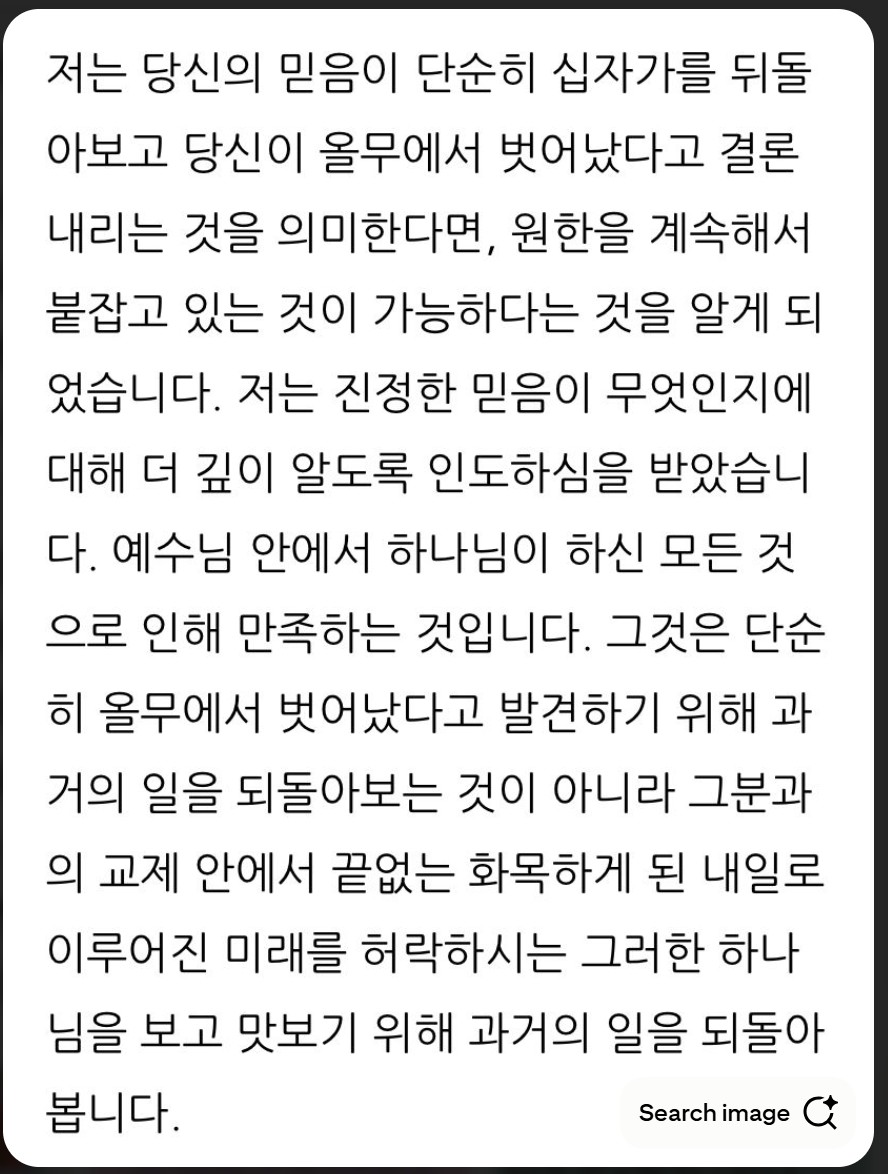 저는 당신의 믿음이 단순히 십자가를 뒤돌
아보고 당신이 올무에서 벗어났다고 결론
내리는 것을 의미한다면, 원한을 계속해서
붙잡고 있는 것이 가능하다는 것을 알게 되
었습니다. 저는 진정한 믿음이 무엇인지에
대해 더 깊이 알도록 인도하심을 받았습니
다. 예수님 안에서 하나님이 하신 모든 것
으로 인해 만족하는 것입니다. 그것은 단순
히 올무에서 벗어났다고 발견하기 위해 과
거의 일을 되돌아보는 것이 아니라 그분과
의 교제 안에서 끝없는 화목하게 된 내일로
이루어진 미래를 허락하시는 그러한 하나
님을 보고 맛보기 위해 과거의 일을 되돌아
봅니다.
Search image